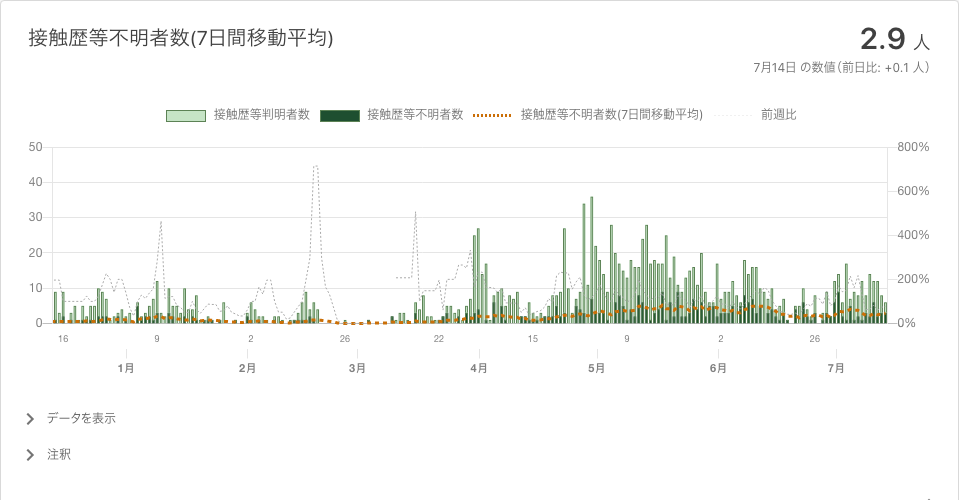 接触歴等不明者数(7日間移動平均)
2.9 人
7月14日 の数値（前日比: +0.1 人）
接触歴等判明者数 接触歴等不明者数 接触歴等不明者数(7日間移動平均) 前週比
50 800%
40 600%
30 400%
20 200%
10
0 0%
16 9 2 26 22 15 9 2 26
1月 2月 3月 4月 5月 6月 7月
データを表示
注釈